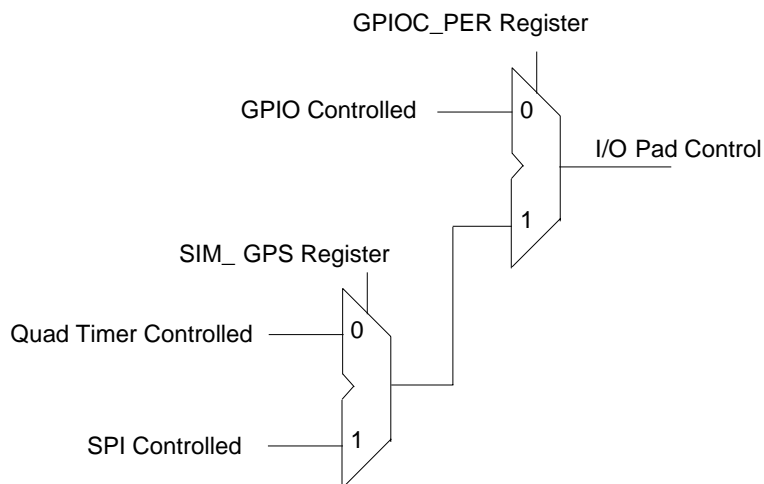 GPIOC_PER Register
GPIO Controlled
0
I/O Pad Control
1
SIM_ GPS Register
Quad Timer Controlled
0
SPI Controlled
1